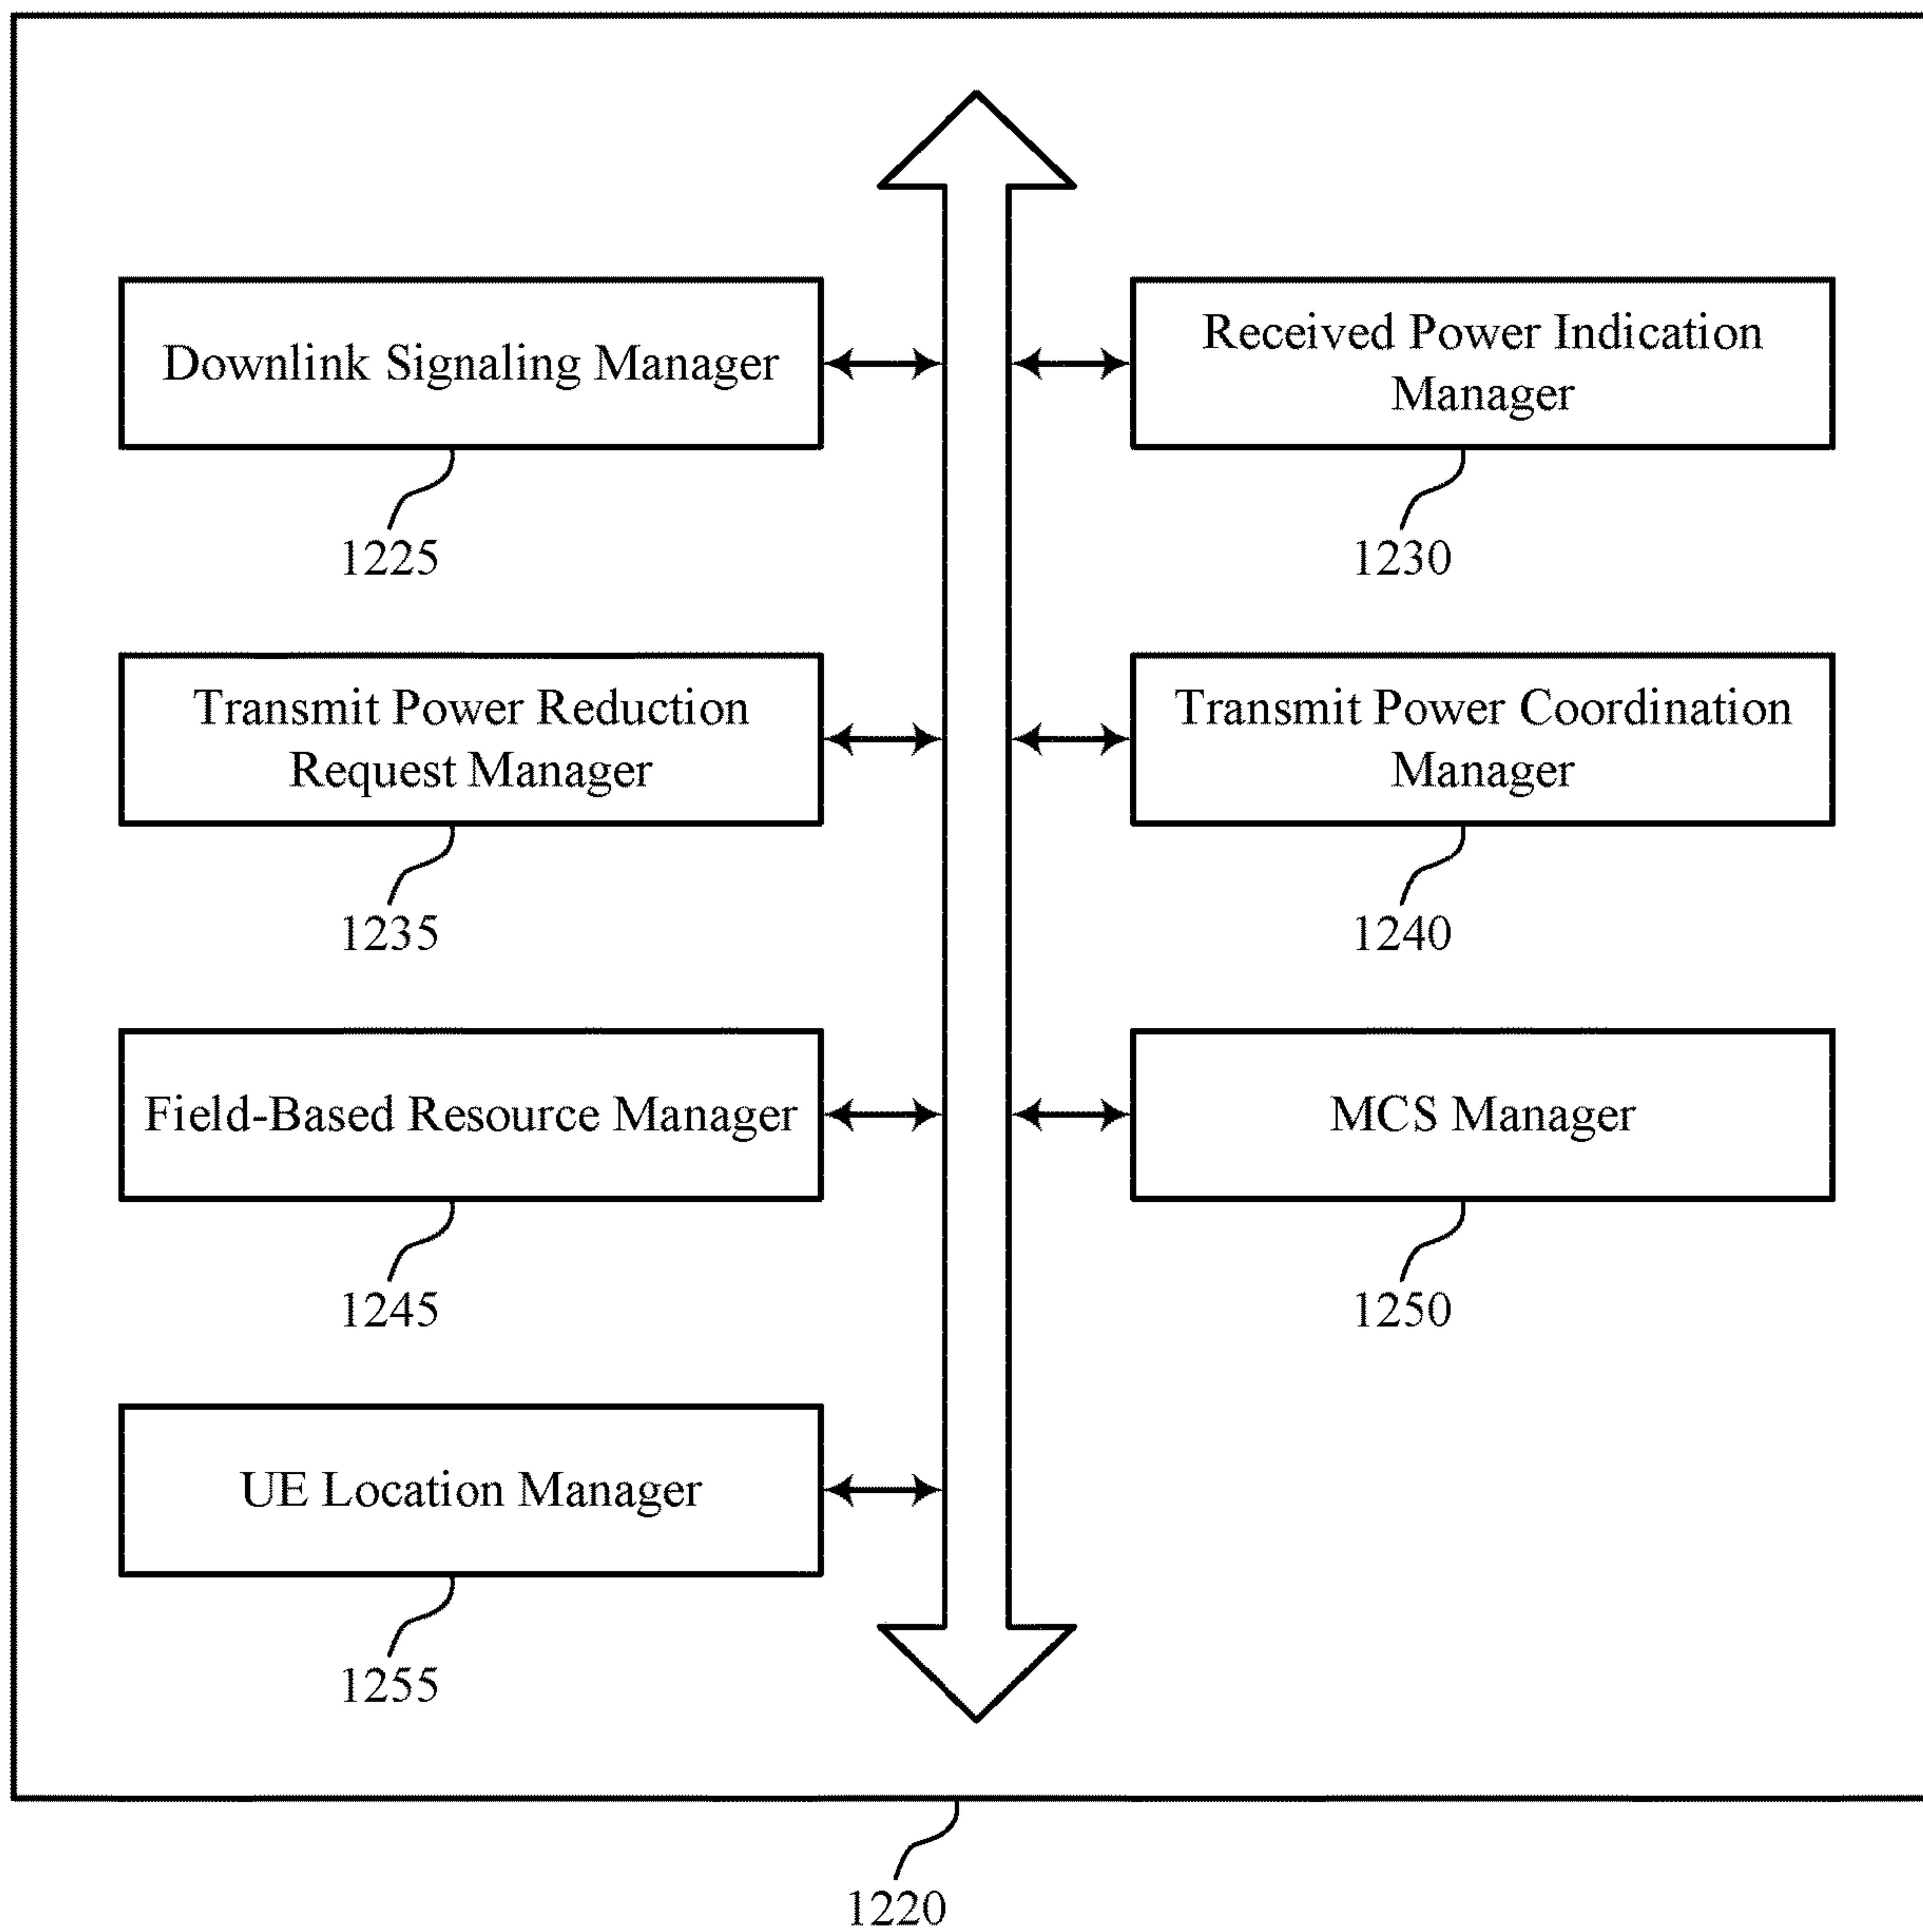 Downlink Signaling Manager
1225
Received Power Indication
Manager
1230
Transmit Power Reduction
Request Manager
1235
Transmit Power Coordination
Manager
1240
Field-Based Resource Manager
1245
MCS Manager
1250
UE Location Manager
1255
1220